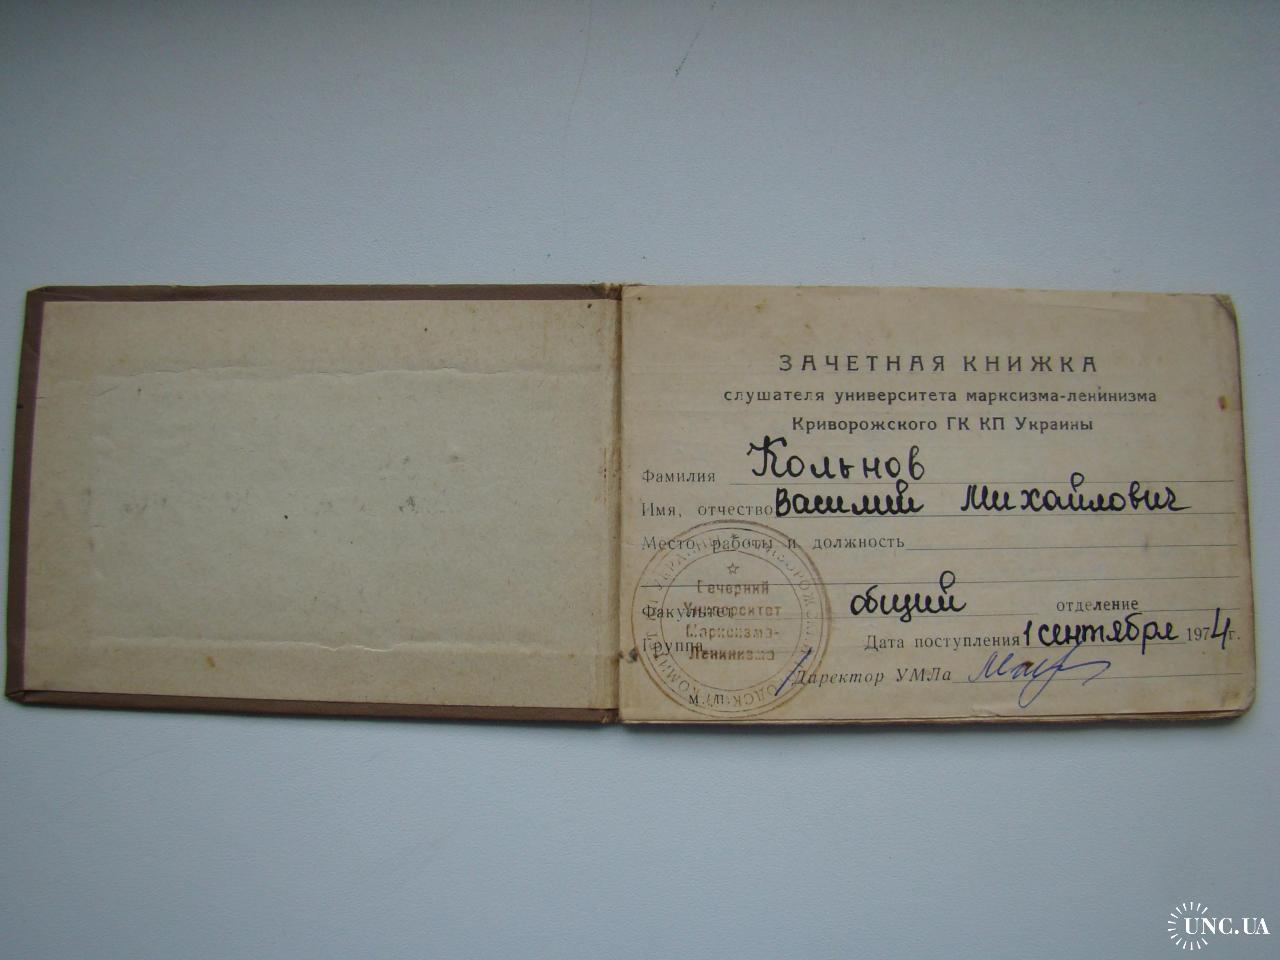 ЗАЧЕТНАЯ КНИЖКА
слушателя университета марксизма-ленинизма
Криворожского ГК КП Украины
Фамилия Кольнов
Имя, отчество Василий Михайлович
Место работы и должность
Факультет общий отделение
Группа Дата поступления 1 сентября 1974 г.
Директор УМЛа
м. п.
Вечерний
Университет
Марксизма-
Ленинизма
UNC.UA